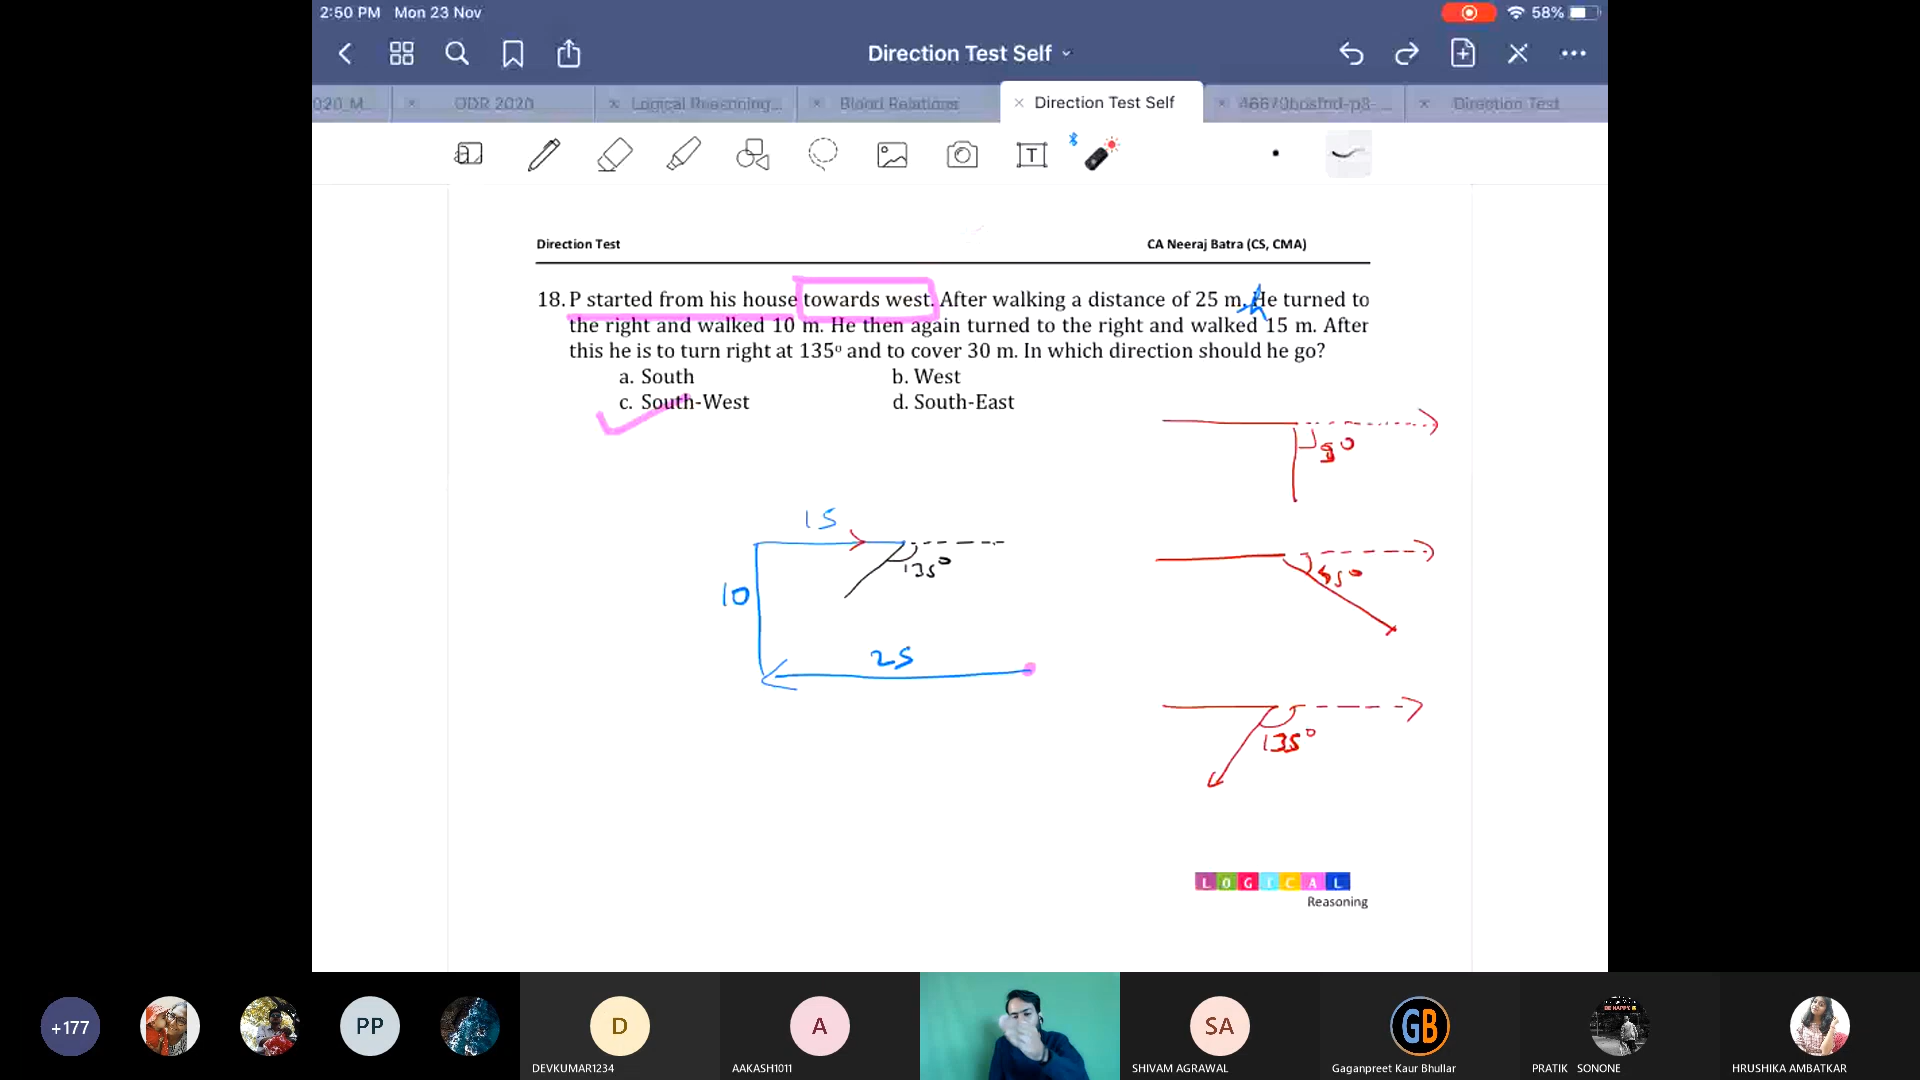 2:50 PM Mon 23 Nov
58%
Direction Test Self
020_M...
ODR 2020
Logical Reasoning...
Blood Relations
Direction Test Self
Direction Test
T
Direction Test
CA Neeraj Batra (CS, CMA)
18. P started from his house towards west. After walking a distance of 25 m. He turned to
the right and walked 10 m. He then again turned to the right and walked 15 m. After
this he is to turn right at 135° and to cover 30 m. In which direction should he go?
a. South
b. West
c. South-West
d. South-East
90
15
135°
10
25
45°
135°
LOGICAL
Reasoning
+177
PP
D
A
SA
GB
DEVKUMAR1234
AAKASH1011
SHIVAM AGRAWAL
Gaganpreet Kaur Bhullar
PRATIK SONONE
HRUSHIKA AMBATKAR